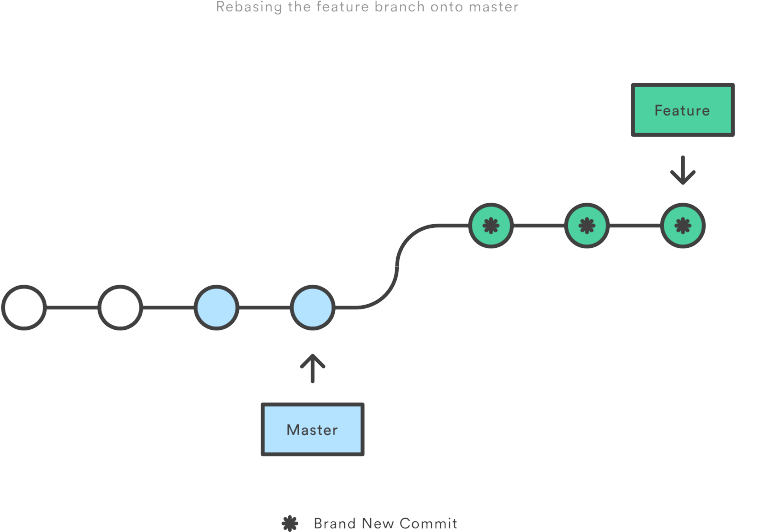 Rebasing the feature branch onto master
Feature
Master
Brand New Commit